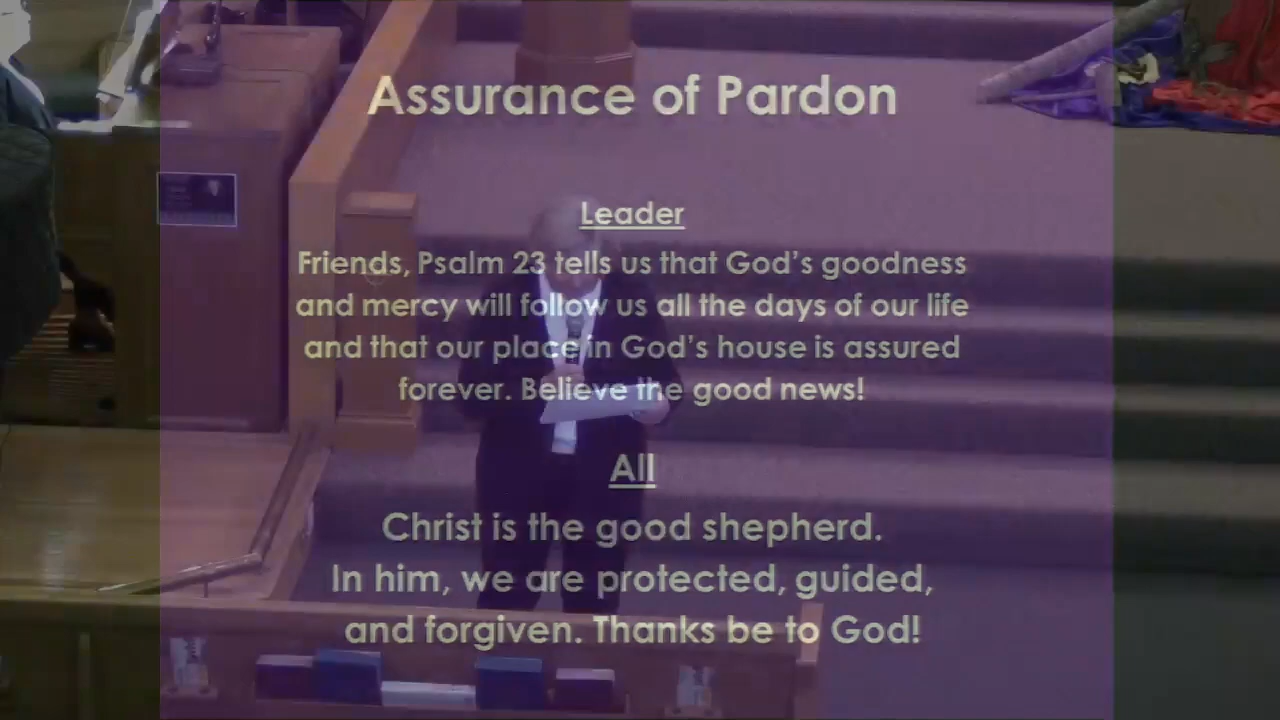 Assurance of Pardon
Leader
Friends, Psalm 23 tells us that God's goodness
and mercy will follow us all the days of our life
and that our place in God's house is assured
forever. Believe the good news!
All
Christ is the good shepherd.
In him, we are protected, guided,
and forgiven. Thanks be to God!